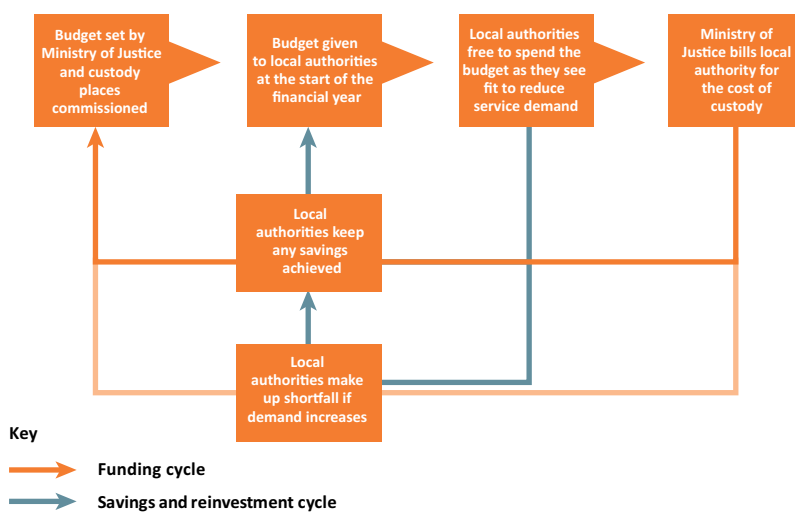 Budget set by
Ministry of Justice
and custody
places
commissioned
Budget given
to local authorities
at the start of the
financial year
Local authorities
free to spend the
budget as they see
fit to reduce
service demand
Ministry of
Justice bills local
authority for
the cost of
custody
Local
authorities keep
any savings
achieved
Local
authorities make
up shortfall if
demand increases
Key
Funding cycle
Savings and reinvestment cycle